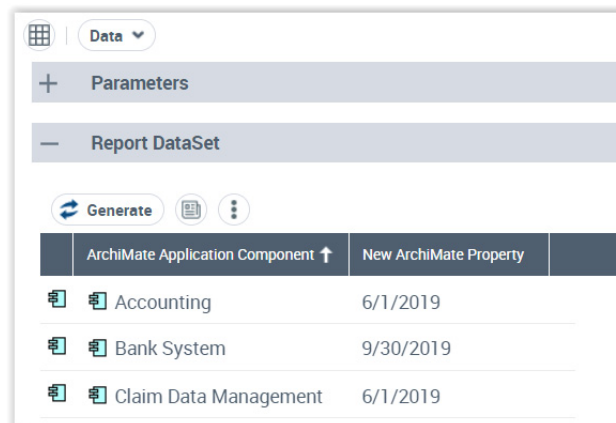 Data
Parameters
Report DataSet
Generate
ArchiMate Application Component New ArchiMate Property
Accounting 6/1/2019
Bank System 9/30/2019
Claim Data Management 6/1/2019